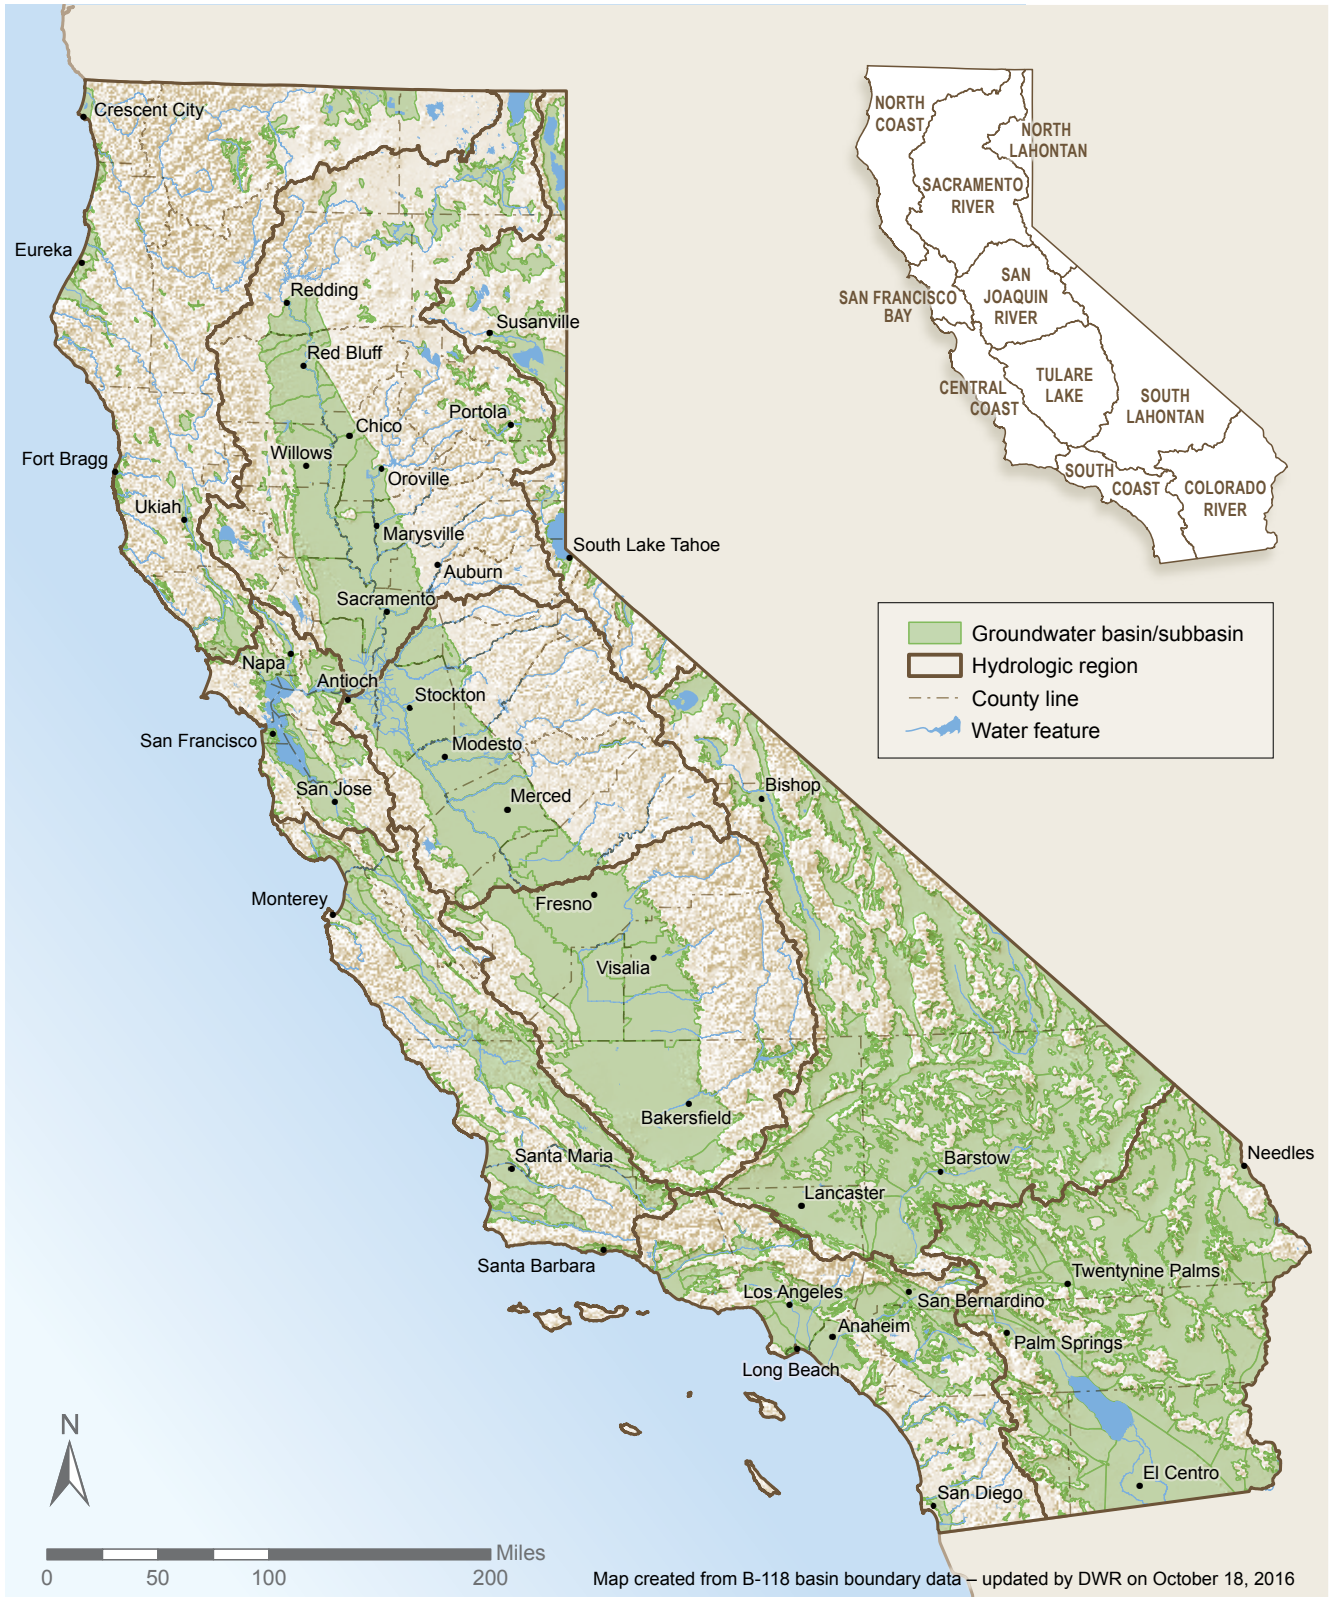 Crescent City
Eureka
Redding
Susanville
Red Bluff
Portola
Chico
Willows
Oroville
Fort Bragg
Ukiah
Marysville
South Lake Tahoe
Auburn
Sacramento
Napa
Antioch
Stockton
San Francisco
Modesto
San Jose
Merced
Bishop
Monterey
Fresno
Visalia
Bakersfield
Santa Maria
Barstow
Needles
Lancaster
Santa Barbara
Twentynine Palms
Los Angeles
San Bernardino
Anaheim
Palm Springs
Long Beach
El Centro
San Diego
NORTH
COAST
NORTH
LAHONTAN
SACRAMENTO
RIVER
SAN
JOAQUIN
RIVER
SAN FRANCISCO
BAY
TULARE
LAKE
CENTRAL
COAST
SOUTH
LAHONTAN
SOUTH
COAST
COLORADO
RIVER
Groundwater basin/subbasin
Hydrologic region
County line
Water feature
N
Miles
0 50 100 200
Map created from B-118 basin boundary data – updated by DWR on October 18, 2016